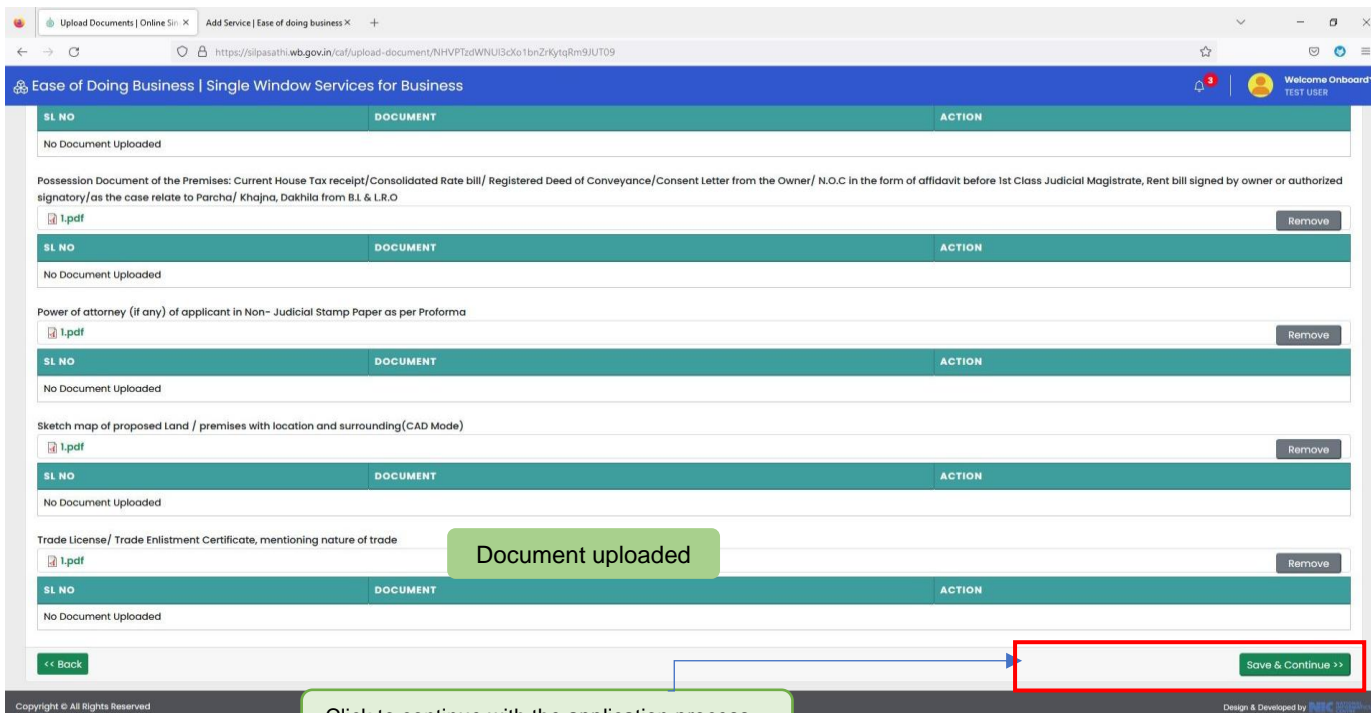 Upload Documents | Online Sin
Add Service | Ease of doing business
https://silpasathi.wb.gov.in/caf/upload-document/NHVPTzdWNUl3cXo1bnZrKytqRm9JUT09
Ease of Doing Business | Single Window Services for Business
3
Welcome Onboard
TEST USER
SL NO DOCUMENT ACTION
No Document Uploaded
Possession Document of the Premises: Current House Tax receipt/Consolidated Rate bill/ Registered Deed of Conveyance/Consent Letter from the Owner/ N.O.C in the form of affidavit before 1st Class Judicial Magistrate, Rent bill signed by owner or authorized
signatory/as the case relate to Parcha/ Khajna, Dakhila from B.L & L.R.O
1.pdf Remove
SL NO DOCUMENT ACTION
No Document Uploaded
Power of attorney (if any) of applicant in Non- Judicial Stamp Paper as per Proforma
1.pdf Remove
SL NO DOCUMENT ACTION
No Document Uploaded
Sketch map of proposed Land / premises with location and surrounding(CAD Mode)
1.pdf Remove
SL NO DOCUMENT ACTION
No Document Uploaded
Trade License/ Trade Enlistment Certificate, mentioning nature of trade
Document uploaded
1.pdf Remove
SL NO DOCUMENT ACTION
No Document Uploaded
<< Back Save & Continue >>
Copyright © All Rights Reserved
Click to continue with the application process
Design & Developed by NIC